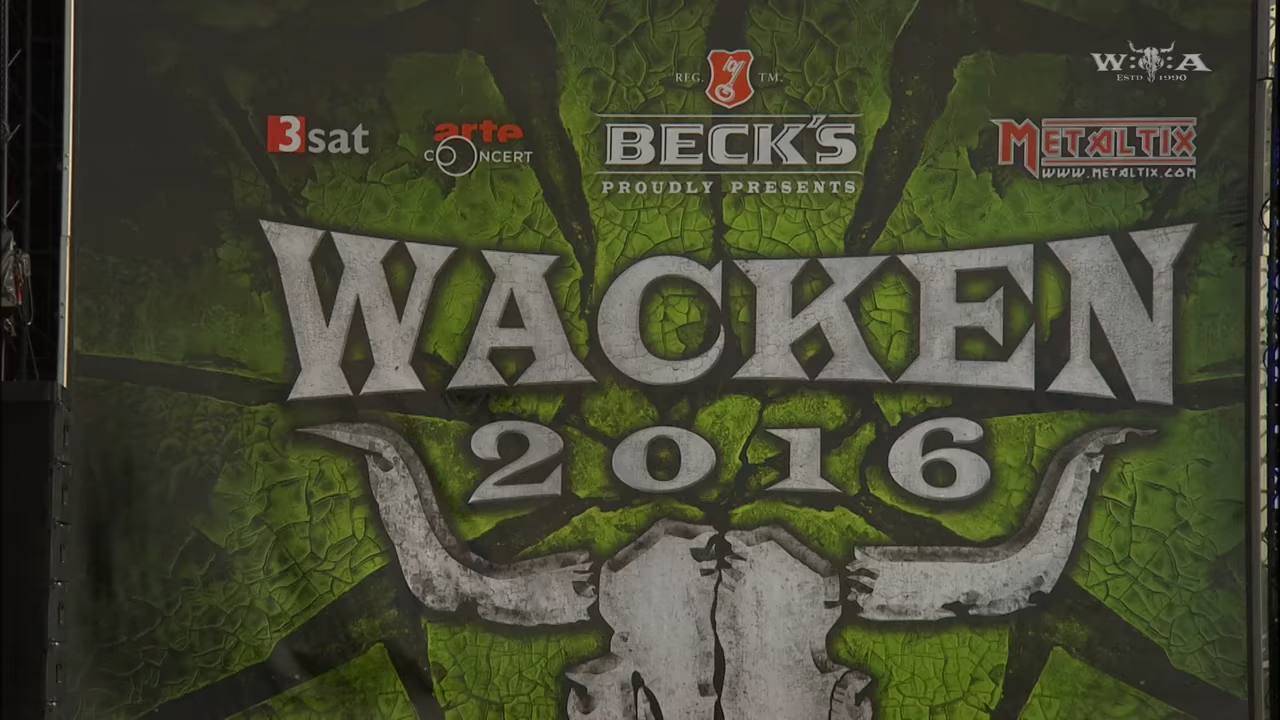 W:O:A
ESTD 1990
REG. TM.
3sat
arte
CONCERT
BECK'S
PROUDLY PRESENTS
METALTIX
WWW.METALTIX.COM
WACKEN
2016